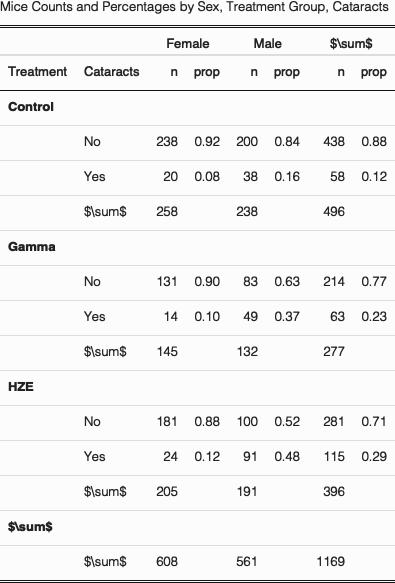 Mice Counts and Percentages by Sex, Treatment Group, Cataracts
Female Male $\sum$
Treatment Cataracts n prop n prop n prop
Control
No 238 0.92 200 0.84 438 0.88
Yes 20 0.08 38 0.16 58 0.12
$\sum$ 258 238 496
Gamma
No 131 0.90 83 0.63 214 0.77
Yes 14 0.10 49 0.37 63 0.23
$\sum$ 145 132 277
HZE
No 181 0.88 100 0.52 281 0.71
Yes 24 0.12 91 0.48 115 0.29
$\sum$ 205 191 396
$\sum$
$\sum$ 608 561 1169